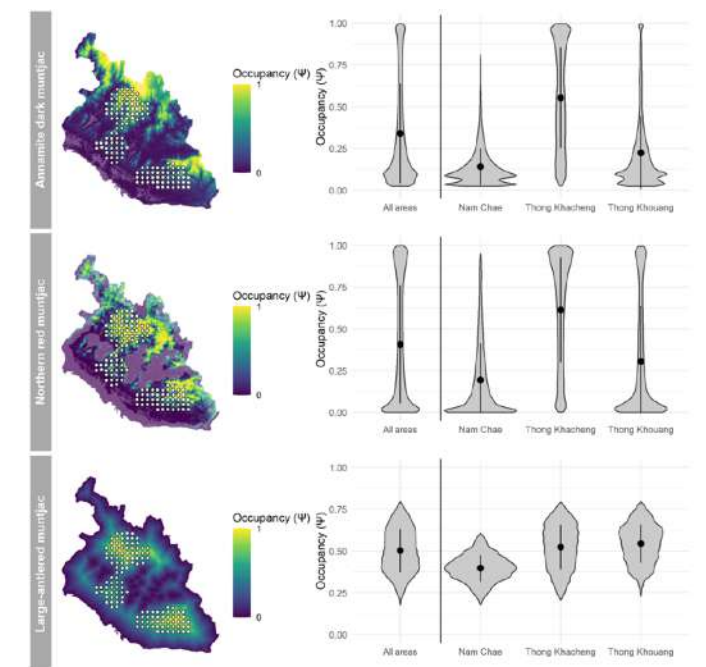 Annamite dark muntjac
Occupancy (Ψ)
1
0
Occupancy (Ψ)
1.00
0.75
0.50
0.25
0.00
All areas
Nam Chae
Thong Khacheng
Thong Khouang
Northern red muntjac
Occupancy (Ψ)
1
0
Occupancy (Ψ)
1.00
0.75
0.50
0.25
0.00
All areas
Nam Chae
Thong Khacheng
Thong Khouang
Large-antlered muntjac
Occupancy (Ψ)
1
0
Occupancy (Ψ)
1.00
0.75
0.50
0.25
0.00
All areas
Nam Chae
Thong Khacheng
Thong Khouang